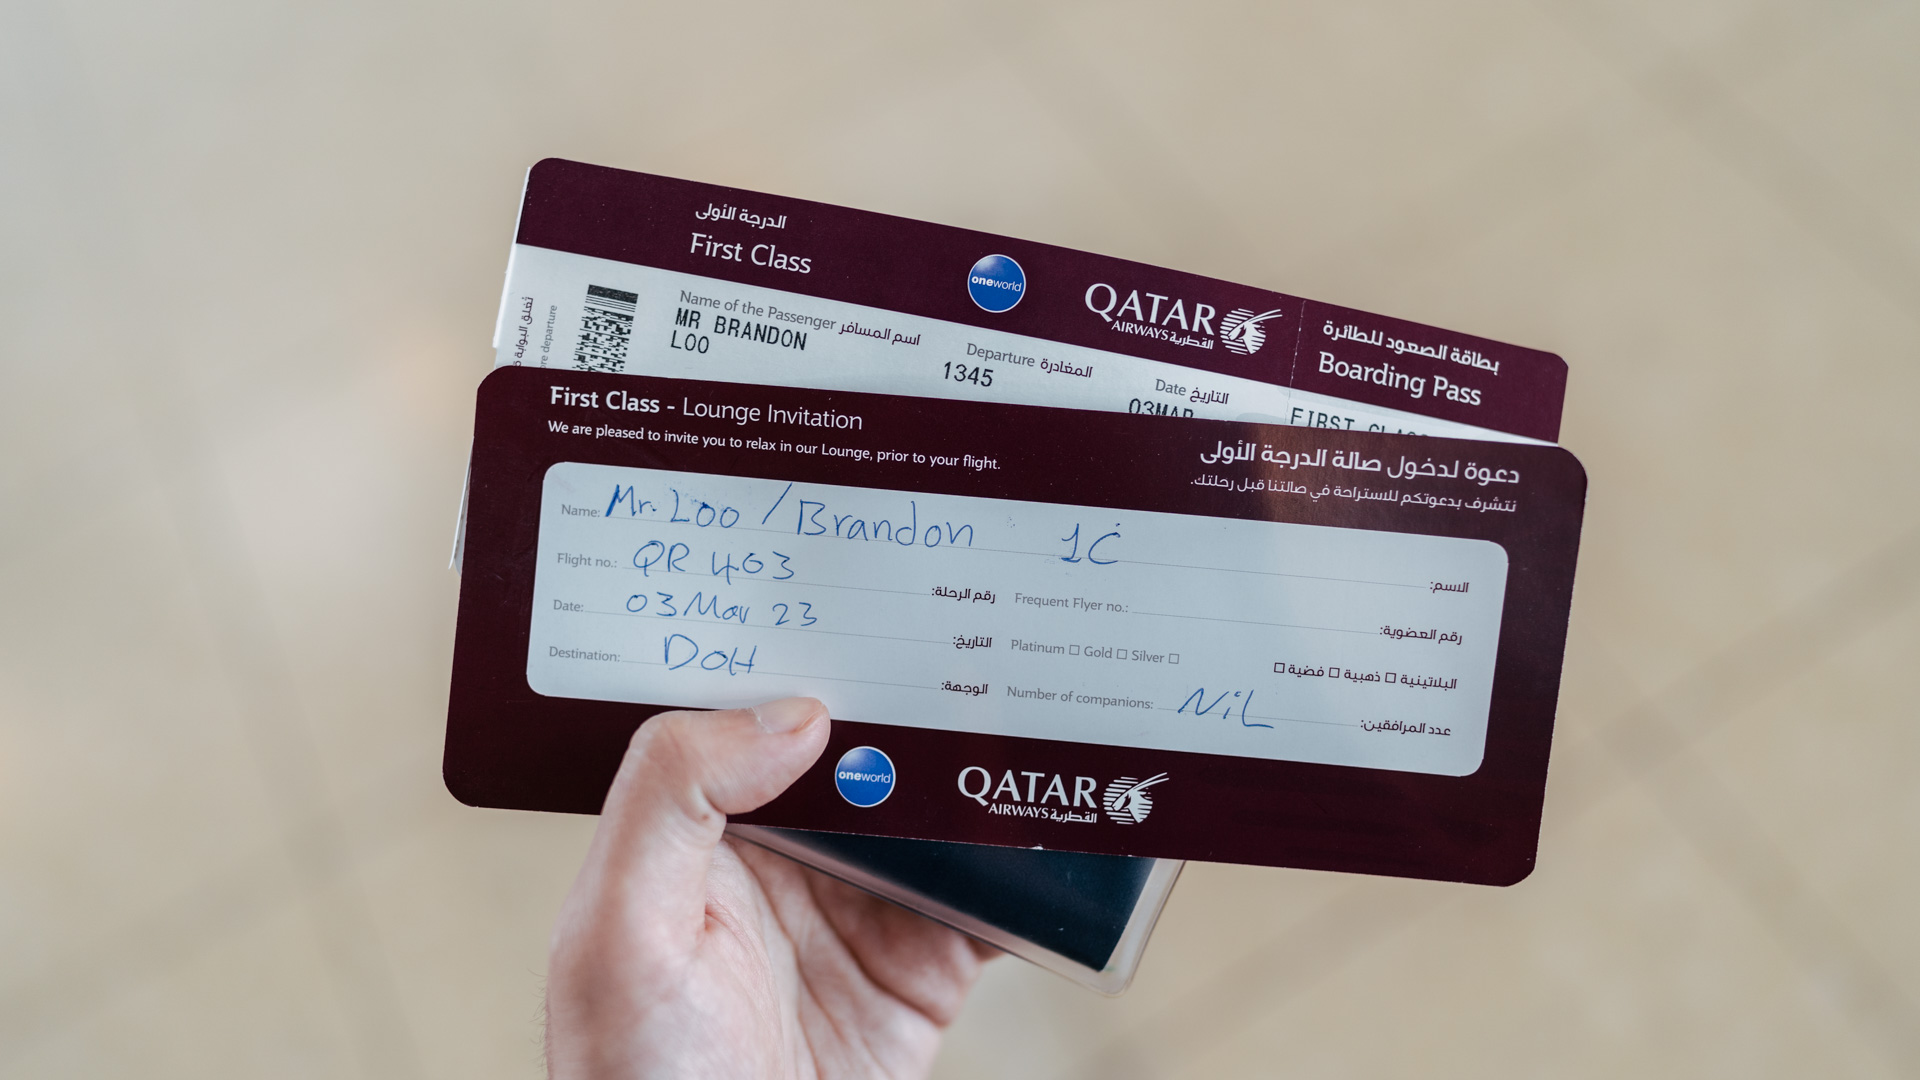 الدرجة الأولى
First Class
oneworld
QATAR
AIRWAYS القطرية
بطاقة الصعود للطائرة
Boarding Pass
تغلق البوابة
departure
Name of the Passenger اسم المسافر
MR BRANDON
LOO
Departure المغادرة
1345
Date التاريخ
03MAR
FIRST CLASS
First Class - Lounge Invitation
We are pleased to invite you to relax in our Lounge, prior to your flight.
دعوة لدخول صالة الدرجة الأولى
نتشرف بدعوتكم للاستراحة في صالتنا قبل رحلتك.
Name: Mr. Loo / Brandon 1C الاسم:
Flight no.: QR 403 رقم الرحلة:
Frequent Flyer no.: رقم العضوية:
Date: 03 Mar 23 التاريخ:
Platinum □ Gold □ Silver □ البلاتينية □ ذهبية □ فضية □
Destination: DOH الوجهة:
Number of companions: NiL عدد المرافقين:
oneworld
QATAR
AIRWAYS القطرية